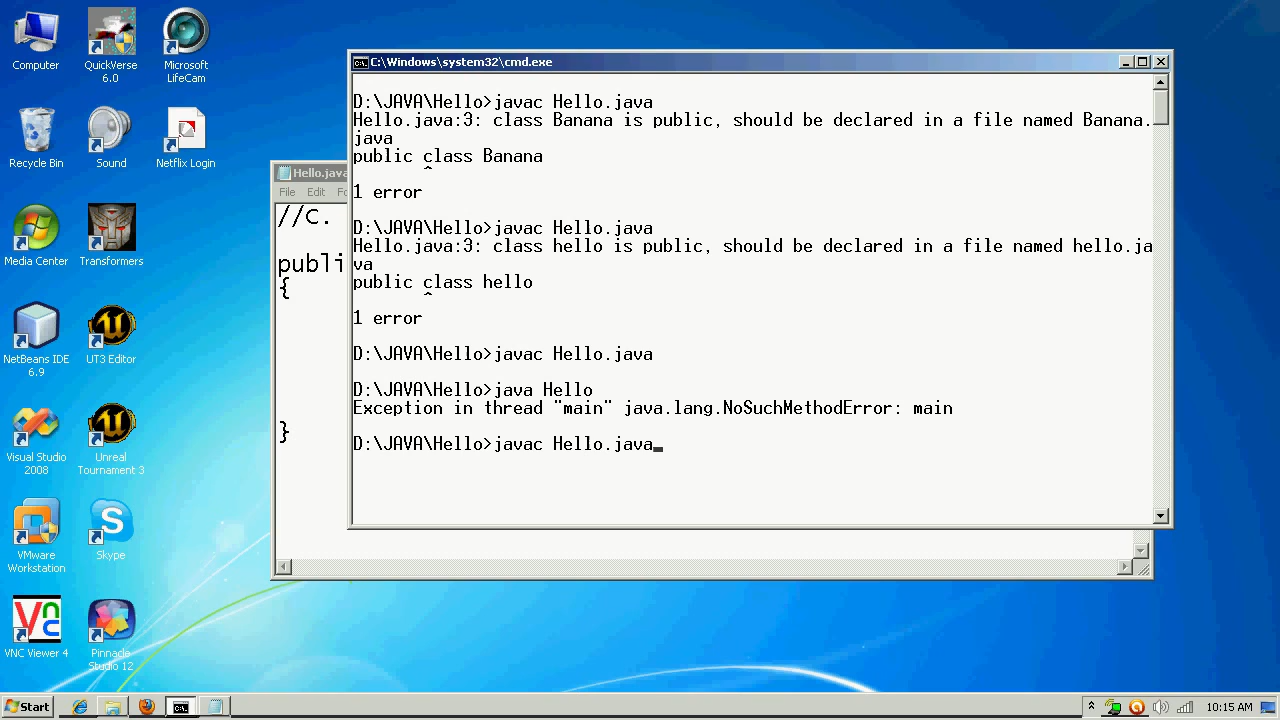 Computer
QuickVerse 6.0
Microsoft LifeCam
Recycle Bin
Sound
Netflix Login
Media Center
Transformers
NetBeans IDE 6.9
UT3 Editor
Visual Studio 2008
Unreal Tournament 3
VMware Workstation
Skype
VNC Viewer 4
Pinnacle Studio 12
Hello.java
File Edit Fo
//C.
publi
{
}
C:\Windows\system32\cmd.exe
D:\JAVA\Hello>javac Hello.java
Hello.java:3: class Banana is public, should be declared in a file named Banana.
java
public class Banana
^
1 error
D:\JAVA\Hello>javac Hello.java
Hello.java:3: class hello is public, should be declared in a file named hello.ja
va
public class hello
^
1 error
D:\JAVA\Hello>javac Hello.java
D:\JAVA\Hello>java Hello
Exception in thread "main" java.lang.NoSuchMethodError: main
D:\JAVA\Hello>javac Hello.java
Start
10:15 AM